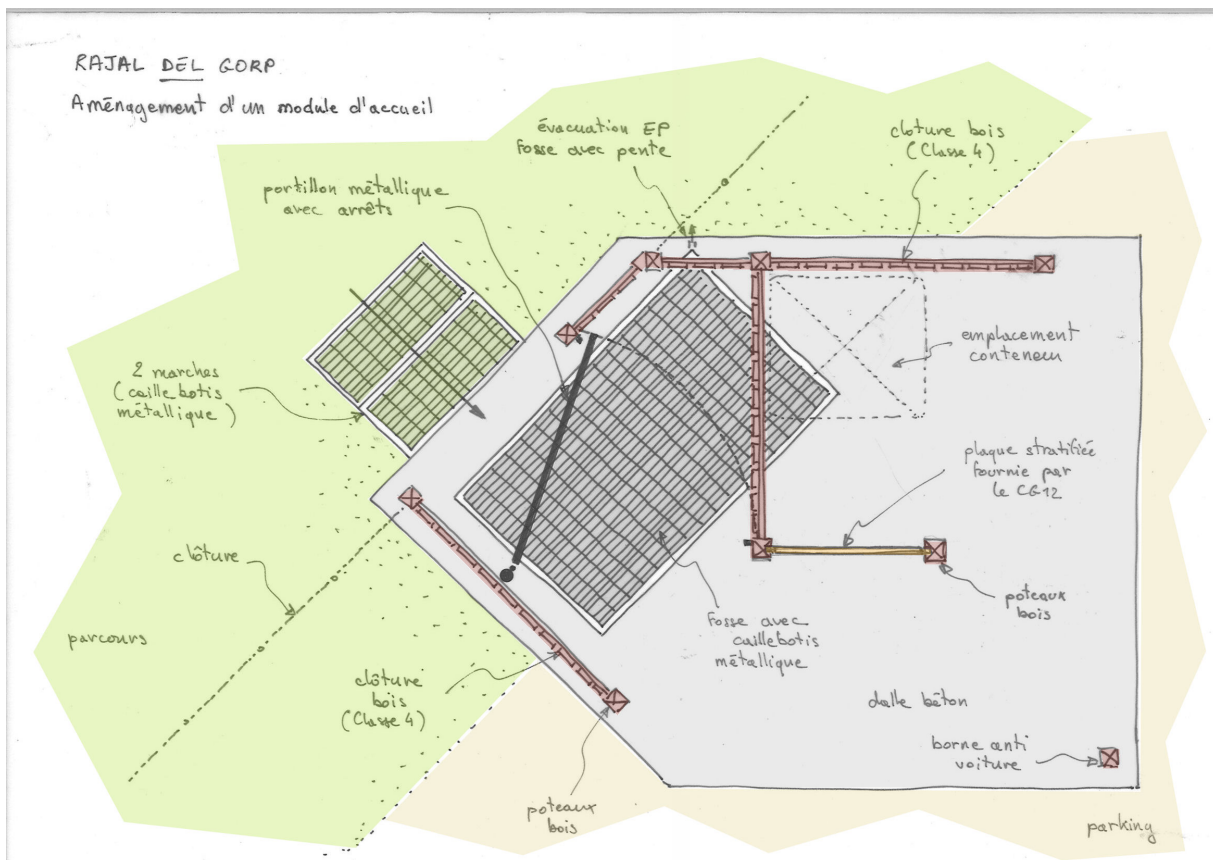 RAJAL DEL GORP
Aménagement d'un module d'accueil
évacuation EP
Fosse avec pente
clôture bois
(Classe 4)
portillon métallique
avec arrêts
2 marches
(caillebotis
métallique)
emplacement
conteneur
plaque stratifiée
fournie par
le CG12
clôture
poteaux
bois
parcours
Fosse avec
caillebotis
métallique
clôture
bois
(Classe 4)
dalle béton
borne anti
voiture
poteaux
bois
parking